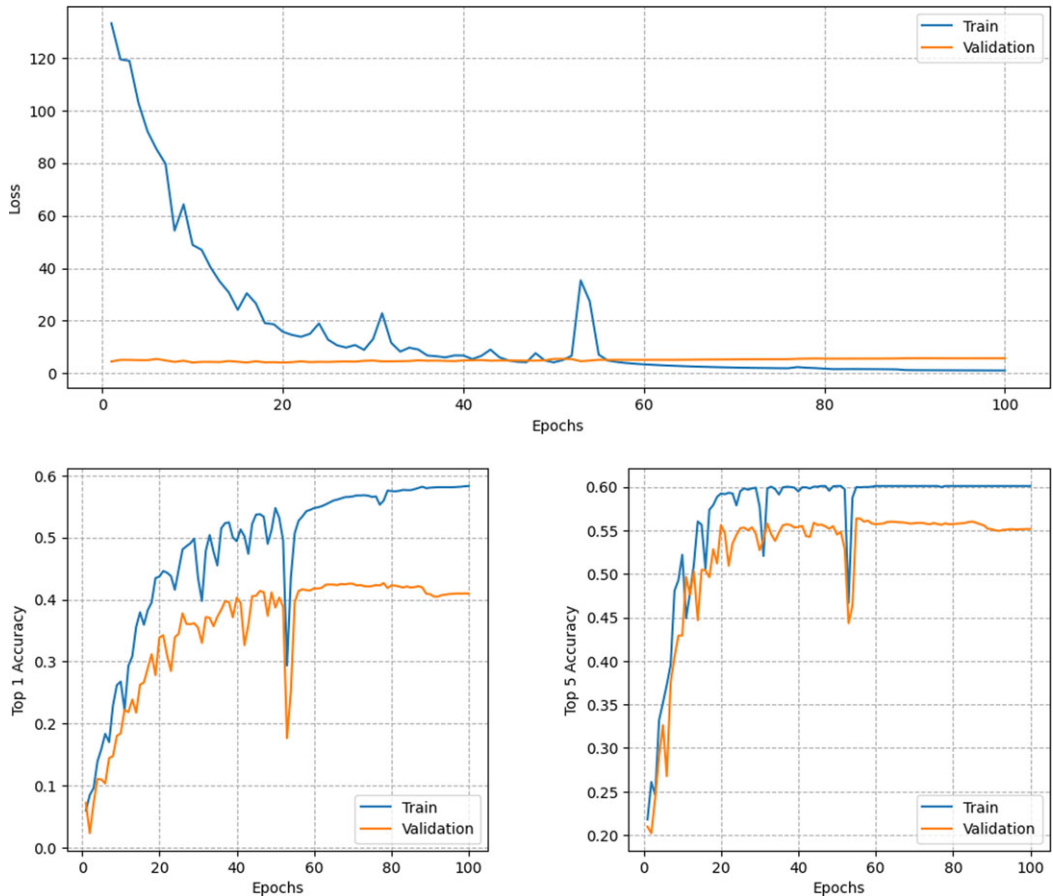 120
100
80
60
40
20
0
Loss
0 20 40 60 80 100
Epochs
Train
Validation
0.6
0.5
0.4
0.3
0.2
0.1
0.0
Top 1 Accuracy
0 20 40 60 80 100
Epochs
Train
Validation
0.60
0.55
0.50
0.45
0.40
0.35
0.30
0.25
0.20
Top 5 Accuracy
0 20 40 60 80 100
Epochs
Train
Validation